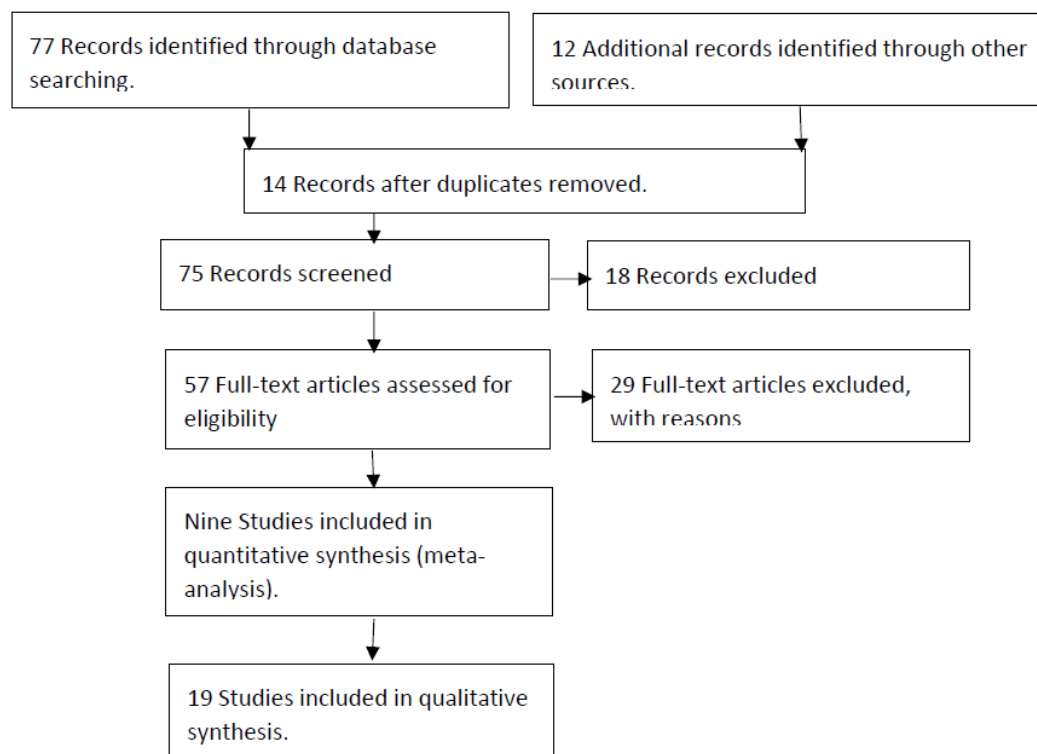 77 Records identified through database
searching.
12 Additional records identified through other
sources.
14 Records after duplicates removed.
75 Records screened
18 Records excluded
57 Full-text articles assessed for
eligibility
29 Full-text articles excluded,
with reasons
Nine Studies included in
quantitative synthesis (meta-
analysis).
19 Studies included in qualitative
synthesis.